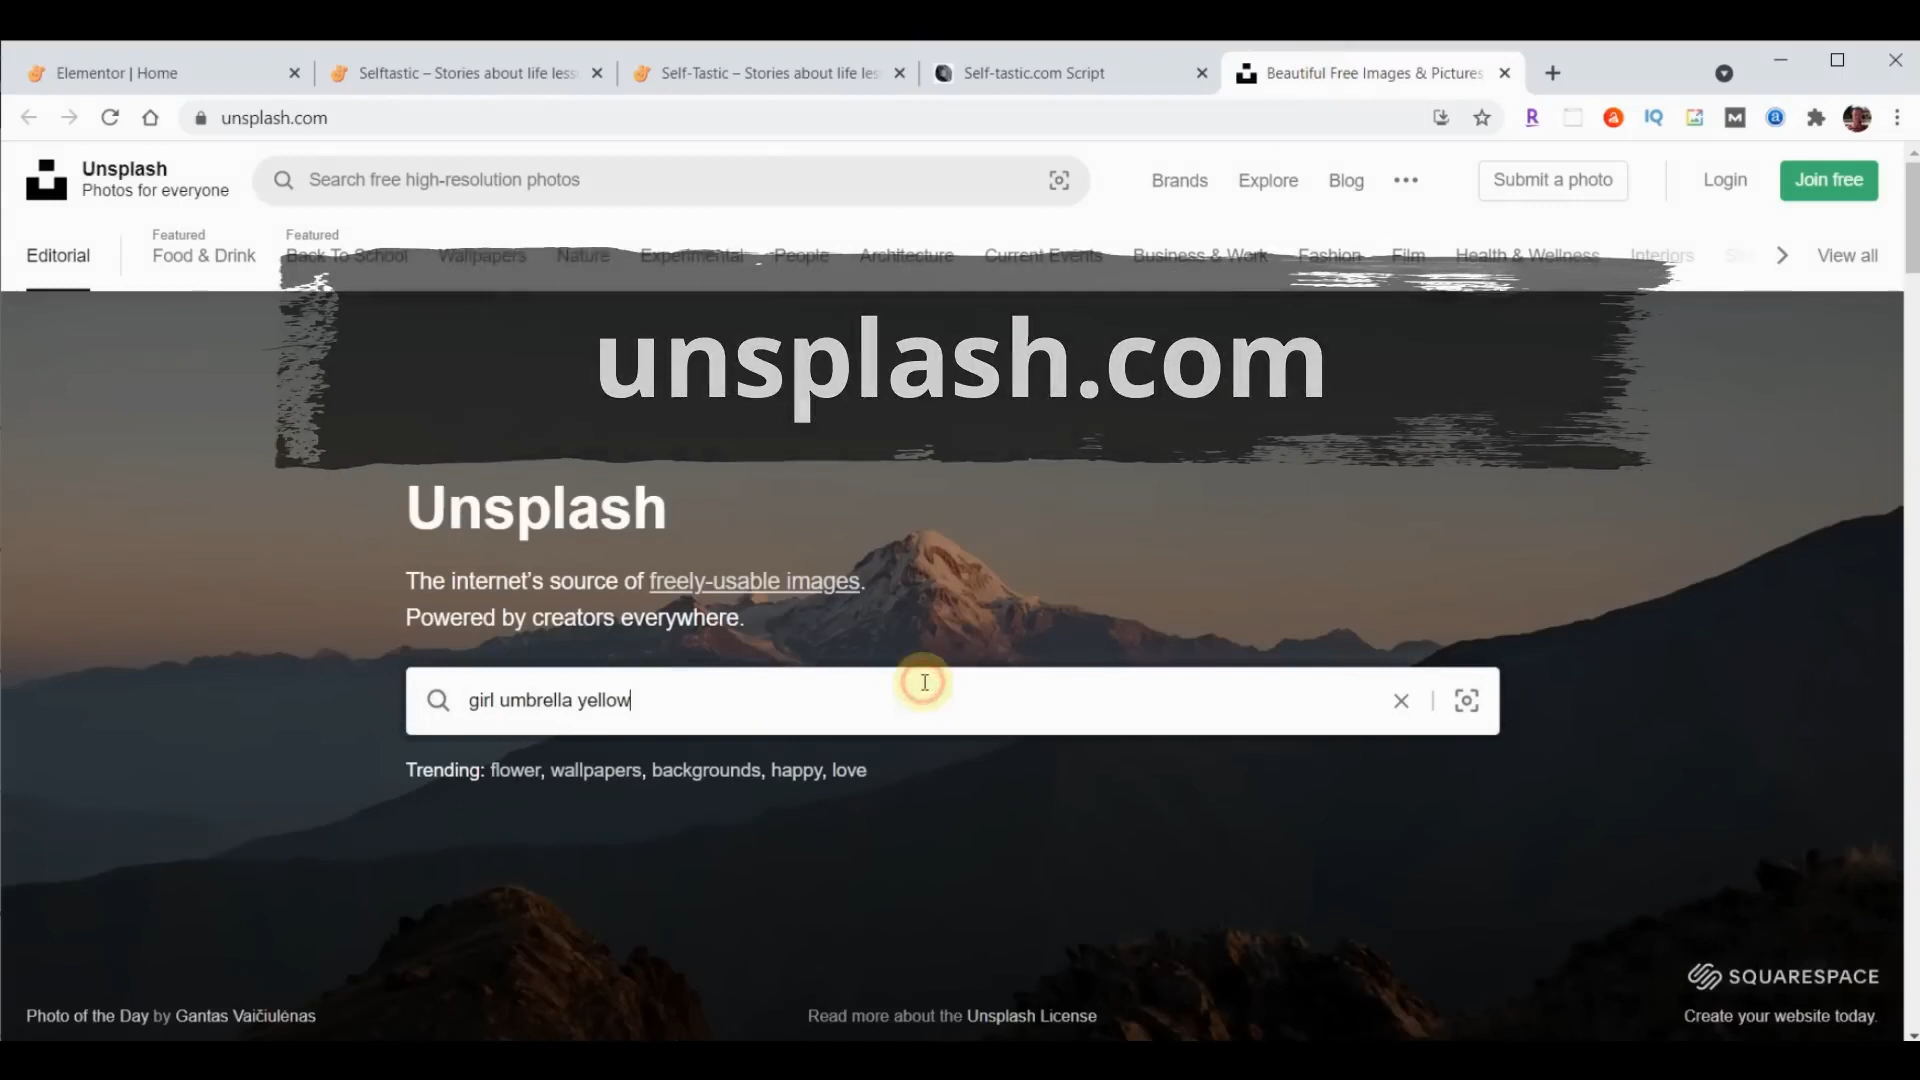 Elementor | Home
Selftastic – Stories about life less
Self-Tastic – Stories about life les
Self-tastic.com Script
Beautiful Free Images & Pictures
unsplash.com
R
IQ
M
a
Unsplash
Photos for everyone
Search free high-resolution photos
Brands
Explore
Blog
Submit a photo
Login
Join free
Editorial
Featured
Food & Drink
Featured
Back To School
Wallpapers
Nature
Experimental
People
Architecture
Current Events
Business & Work
Fashion
Film
Health & Wellness
Interiors
View all
unsplash.com
Unsplash
The internet's source of freely-usable images.
Powered by creators everywhere.
girl umbrella yellow
Trending: flower, wallpapers, backgrounds, happy, love
SQUARESPACE
Photo of the Day by Gantas Vaičiulėnas
Read more about the Unsplash License
Create your website today.